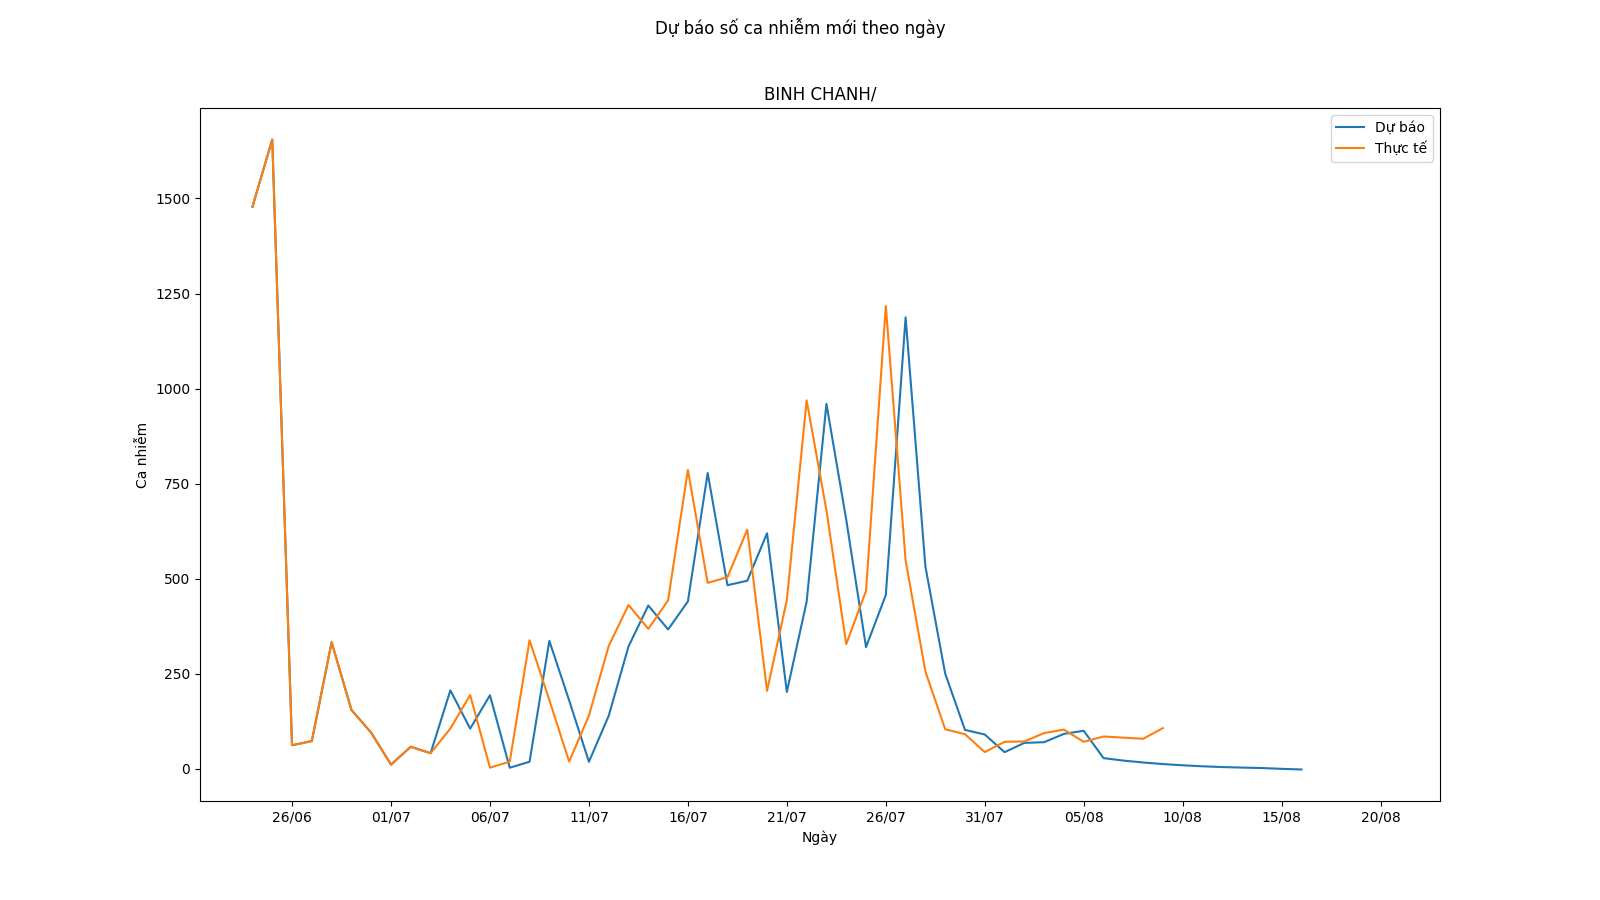 Dự báo số ca nhiễm mới theo ngày
BINH CHANH/
Dự báo
Thực tế
1500
1250
1000
750
500
250
0
Ca nhiễm
26/06 01/07 06/07 11/07 16/07 21/07 26/07 31/07 05/08 10/08 15/08 20/08
Ngày